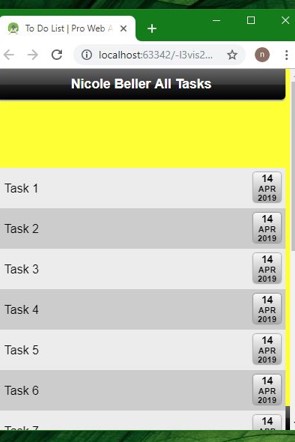 To Do List | Pro Web A
localhost:63342/-l3vis2...
n
Nicole Beller All Tasks
Task 1
14
APR
2019
Task 2
14
APR
2019
Task 3
14
APR
2019
Task 4
14
APR
2019
Task 5
14
APR
2019
Task 6
14
APR
2019
Task 7
14
APR